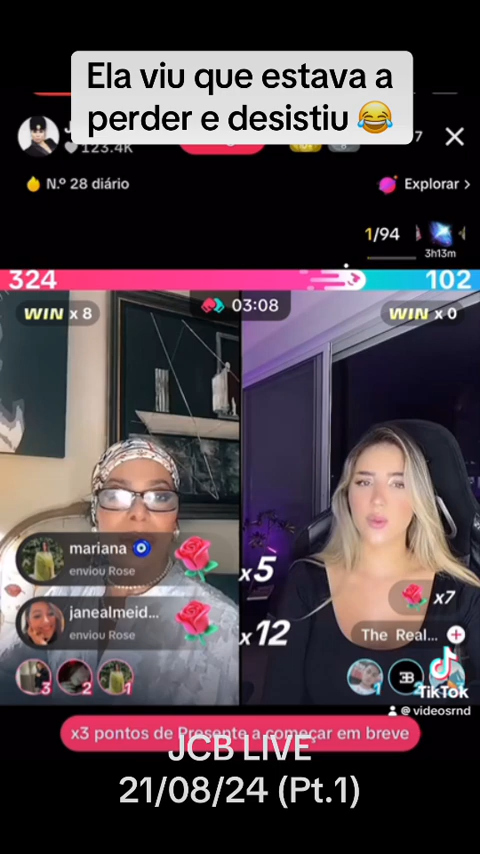 Ela viu que estava a
perder e desistiu 😂
123.4K
N.º 28 diário
Explorar >
1/94
3h13m
324
102
WIN x 8
03:08
WIN x 0
mariana 🧿
enviou Rose
x5
janealmeid...
enviou Rose
x7
x12
The Real...
3
2
1
1
TikTok
@ videosrnd
x3 pontos de Presente a começar em breve
JCB LIVE
21/08/24 (Pt.1)